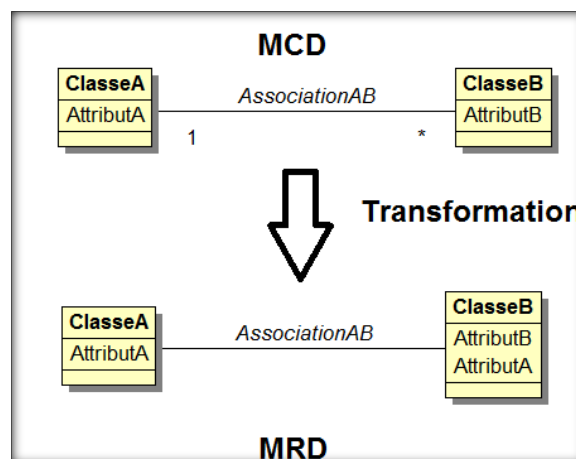 MCD
ClasseA
AttributA
AssociationAB
ClasseB
AttributB
1
*
Transformation
ClasseA
AttributA
AssociationAB
ClasseB
AttributB
AttributA
MRD